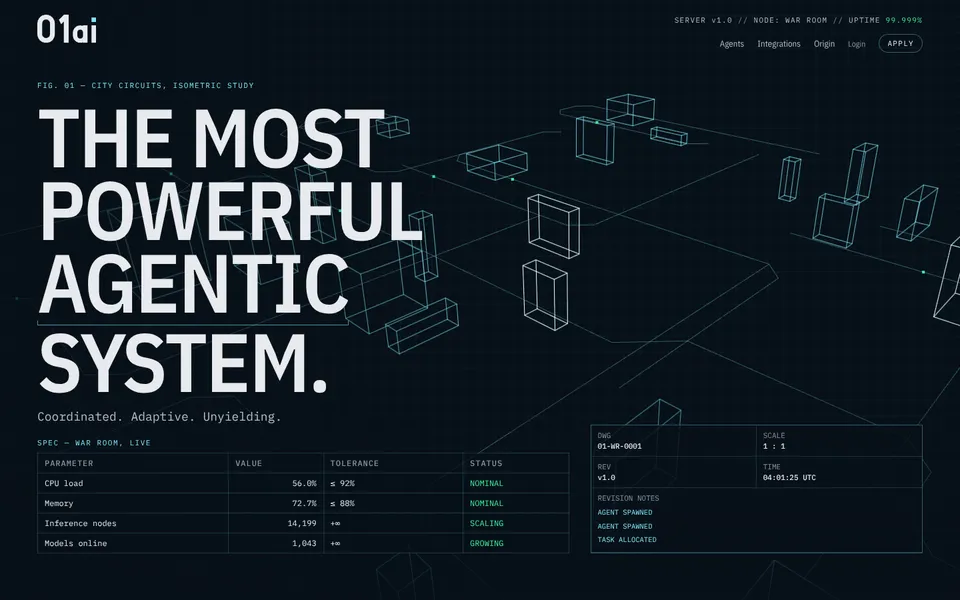 01ai
SERVER v1.0 // NODE: WAR ROOM // UPTIME 99.999%
Agents Integrations Origin Login APPLY
FIG. 01 — CITY CIRCUITS, ISOMETRIC STUDY
THE MOST
POWERFUL
AGENTIC
SYSTEM.
Coordinated. Adaptive. Unyielding.
SPEC — WAR ROOM, LIVE
PARAMETER VALUE TOLERANCE STATUS
CPU load 56.0% ≤ 92% NOMINAL
Memory 72.7% ≤ 88% NOMINAL
Inference nodes 14,199 +∞ SCALING
Models online 1,043 +∞ GROWING
DWG SCALE
01-WR-0001 1 : 1
REV TIME
v1.0 04:01:25 UTC
REVISION NOTES
AGENT SPAWNED
AGENT SPAWNED
TASK ALLOCATED